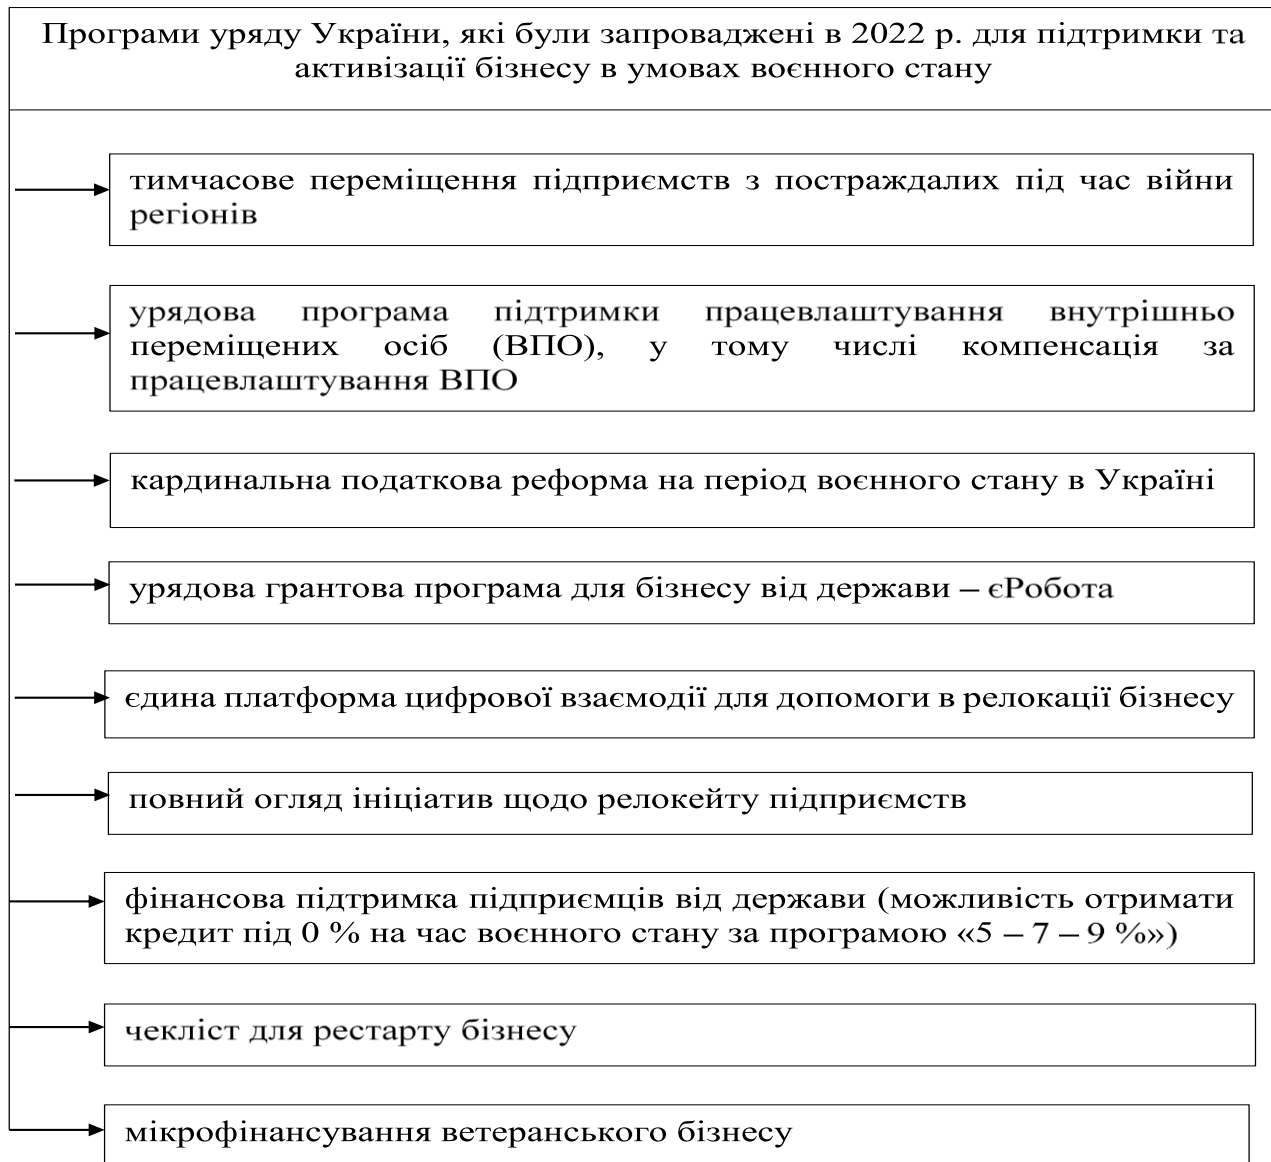 Програми уряду України, які були запроваджені в 2022 р. для підтримки та
активізації бізнесу в умовах воєнного стану
тимчасове переміщення підприємств з постраждалих під час війни
регіонів
урядова програма підтримки працевлаштування внутрішньо
переміщених осіб (ВПО), у тому числі компенсація за
працевлаштування ВПО
кардинальна податкова реформа на період воєнного стану в Україні
урядова грантова програма для бізнесу від держави – єРобота
єдина платформа цифрової взаємодії для допомоги в релокації бізнесу
повний огляд ініціатив щодо релокейту підприємств
фінансова підтримка підприємців від держави (можливість отримати
кредит під 0 % на час воєнного стану за програмою «5 – 7 – 9 %»)
чекліст для рестарту бізнесу
мікрофінансування ветеранського бізнесу